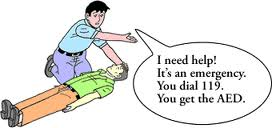 I need help!
It's an emergency.
You dial 119.
You get the AED.